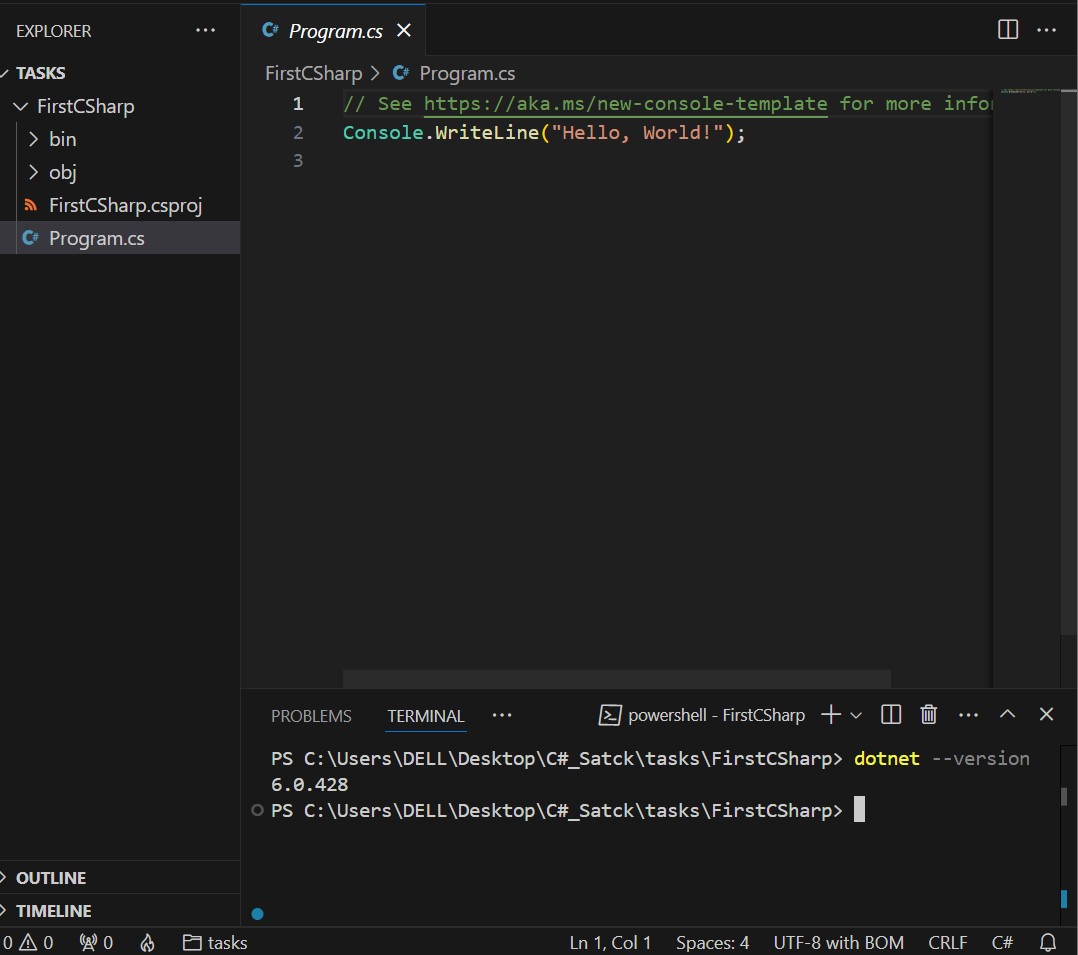 EXPLORER
TASKS
FirstCSharp
bin
obj
FirstCSharp.csproj
C# Program.cs
OUTLINE
TIMELINE
C# Program.cs
FirstCSharp > C# Program.cs
1 // See https://aka.ms/new-console-template for more infor
2 Console.WriteLine("Hello, World!");
3
PROBLEMS TERMINAL powershell - FirstCSharp
PS C:\Users\DELL\Desktop\C#_Satck\tasks\FirstCSharp> dotnet --version
6.0.428
PS C:\Users\DELL\Desktop\C#_Satck\tasks\FirstCSharp>
0 0 0 tasks Ln 1, Col 1 Spaces: 4 UTF-8 with BOM CRLF C#